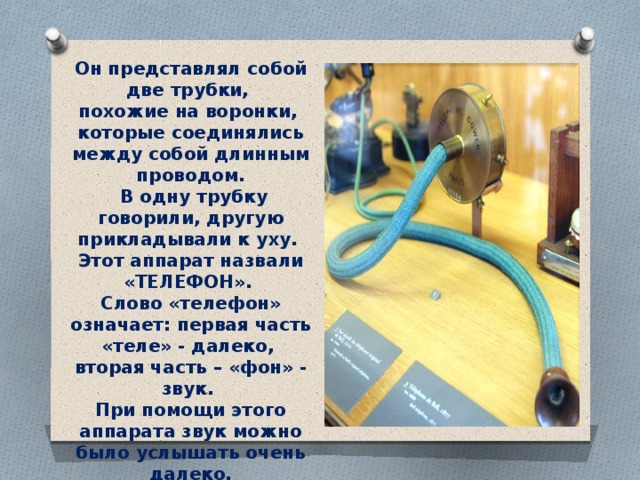 Он представлял собой
две трубки,
похожие на воронки,
которые соединялись
между собой длинным
проводом.
В одну трубку
говорили, другую
прикладывали к уху.
Этот аппарат назвали
«ТЕЛЕФОН».
Слово «телефон»
означает: первая часть
«теле» - далеко,
вторая часть – «фон» -
звук.
При помощи этого
аппарата звук можно
было услышать очень
далеко.
GOWER
PARIS